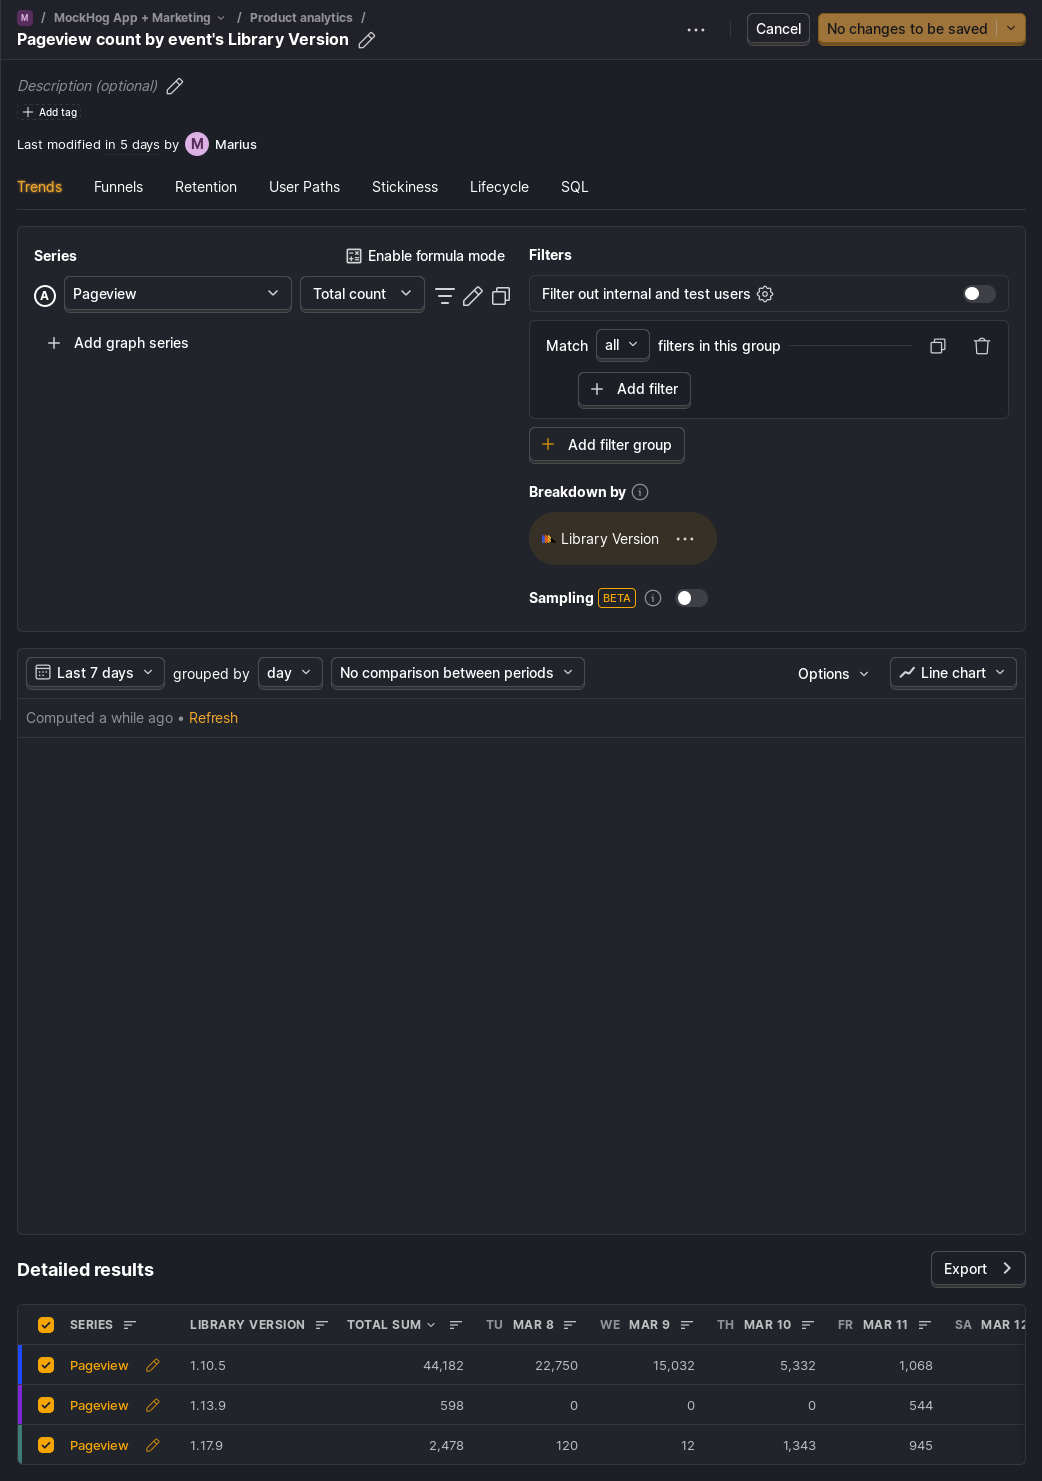 M / MockHog App + Marketing / Product analytics /
Pageview count by event's Library Version
Cancel
No changes to be saved
Description (optional)
Add tag
Last modified in 5 days by M Marius
Trends Funnels Retention User Paths Stickiness Lifecycle SQL
Series
Enable formula mode
A Pageview Total count
Add graph series
Filters
Filter out internal and test users
Match all filters in this group
Add filter
Add filter group
Breakdown by
Library Version
Sampling BETA
Last 7 days grouped by day No comparison between periods Options Line chart
Computed a while ago • Refresh
Detailed results
Export
SERIES LIBRARY VERSION TOTAL SUM TU MAR 8 WE MAR 9 TH MAR 10 FR MAR 11 SA MAR 12
Pageview 1.10.5 44,182 22,750 15,032 5,332 1,068
Pageview 1.13.9 598 0 0 0 544
Pageview 1.17.9 2,478 120 12 1,343 945